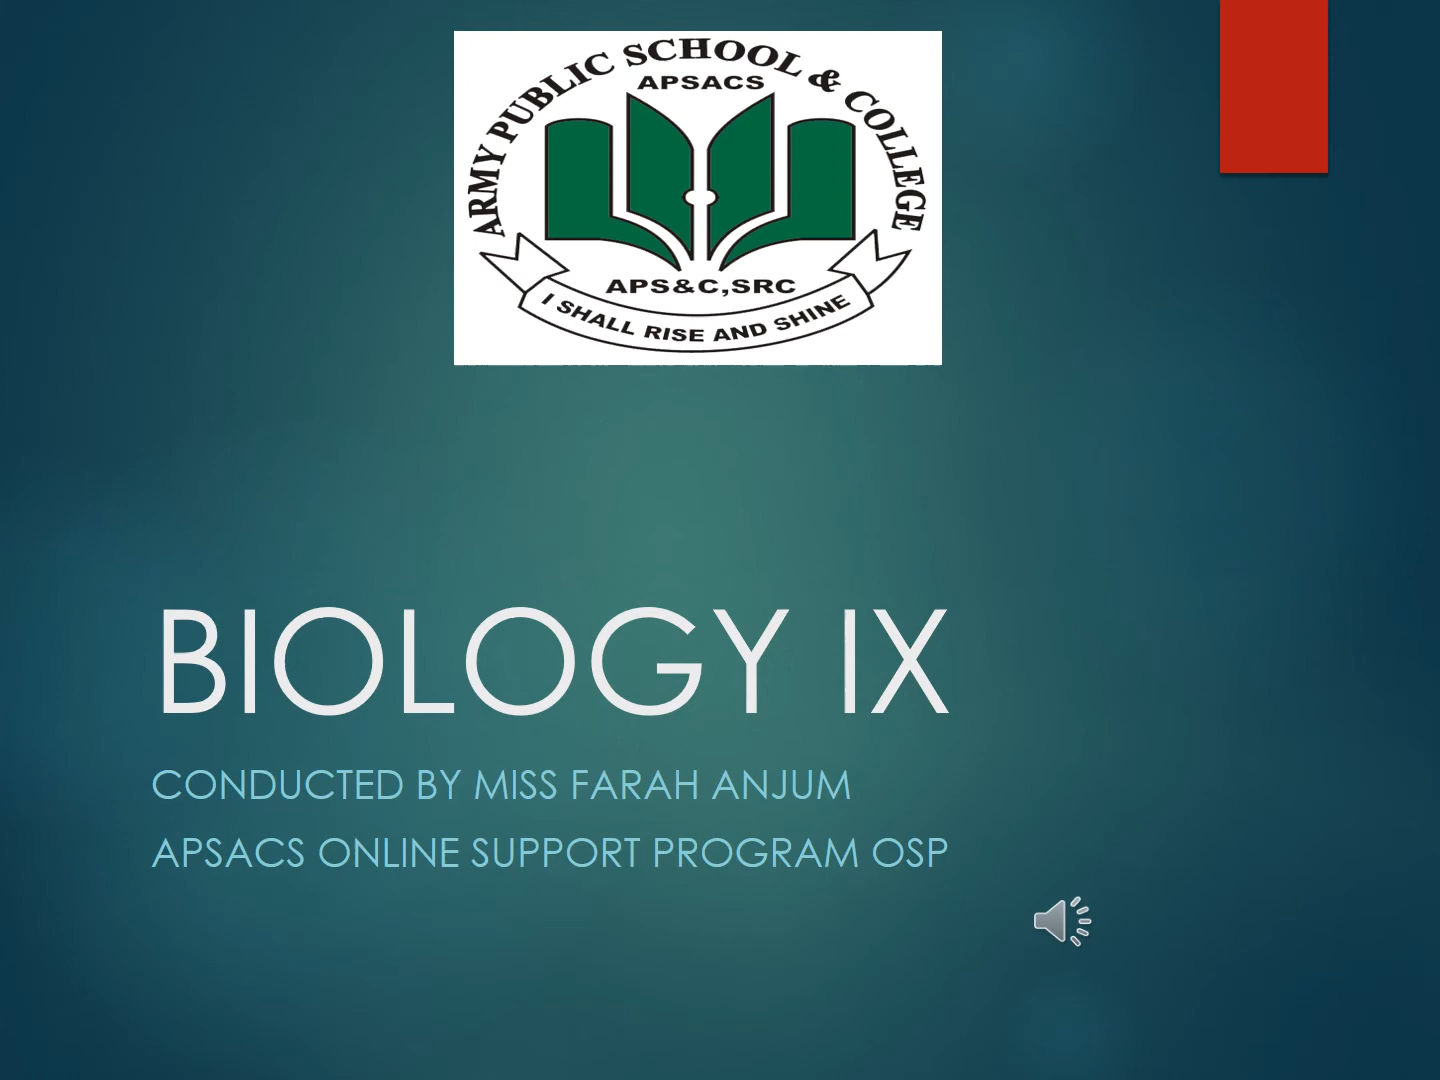 ARMY PUBLIC SCHOOL & COLLEGE
APSACS
APS&C,SRC
I SHALL RISE AND SHINE
BIOLOGY IX
CONDUCTED BY MISS FARAH ANJUM
APSACS ONLINE SUPPORT PROGRAM OSP